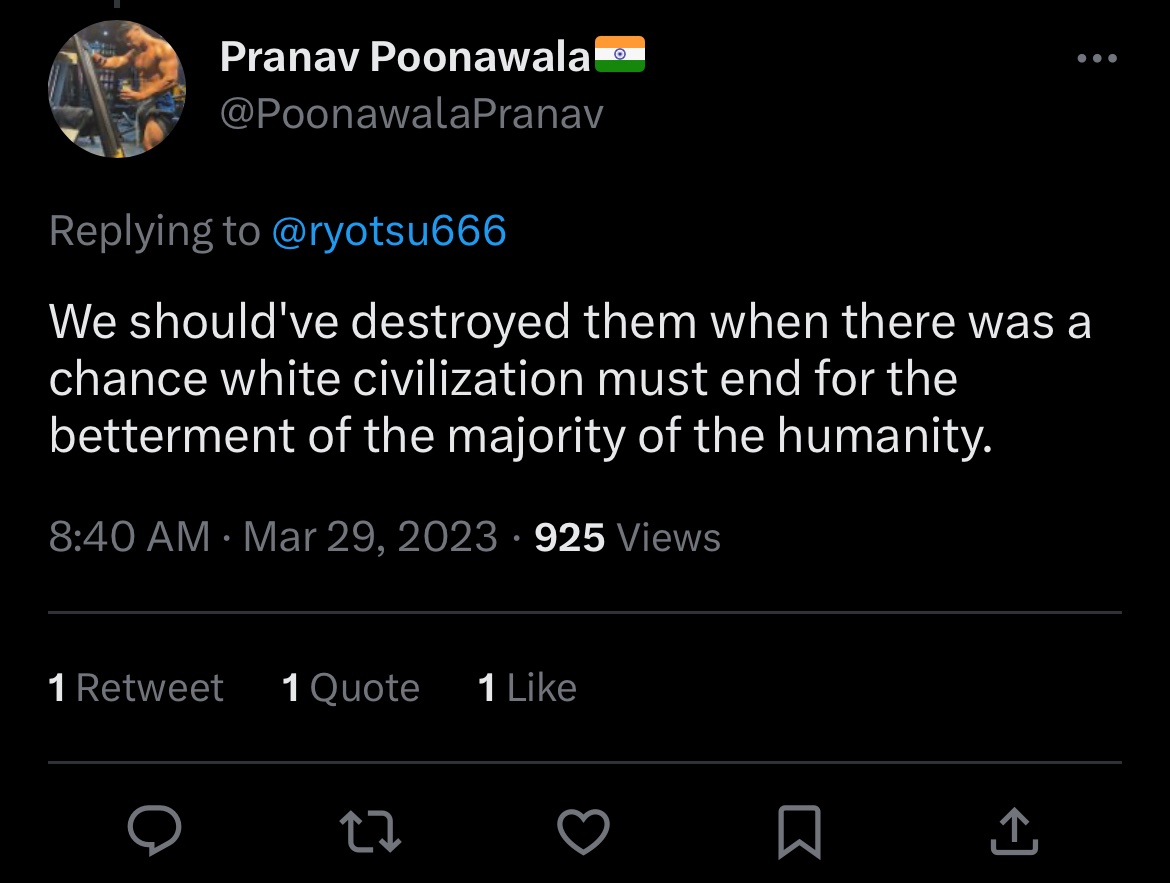 Pranav Poonawala🇮🇳
@PoonawalaPranav
Replying to @ryotsu666
We should've destroyed them when there was a
chance white civilization must end for the
betterment of the majority of the humanity.
8:40 AM · Mar 29, 2023 · 925 Views
1 Retweet 1 Quote 1 Like